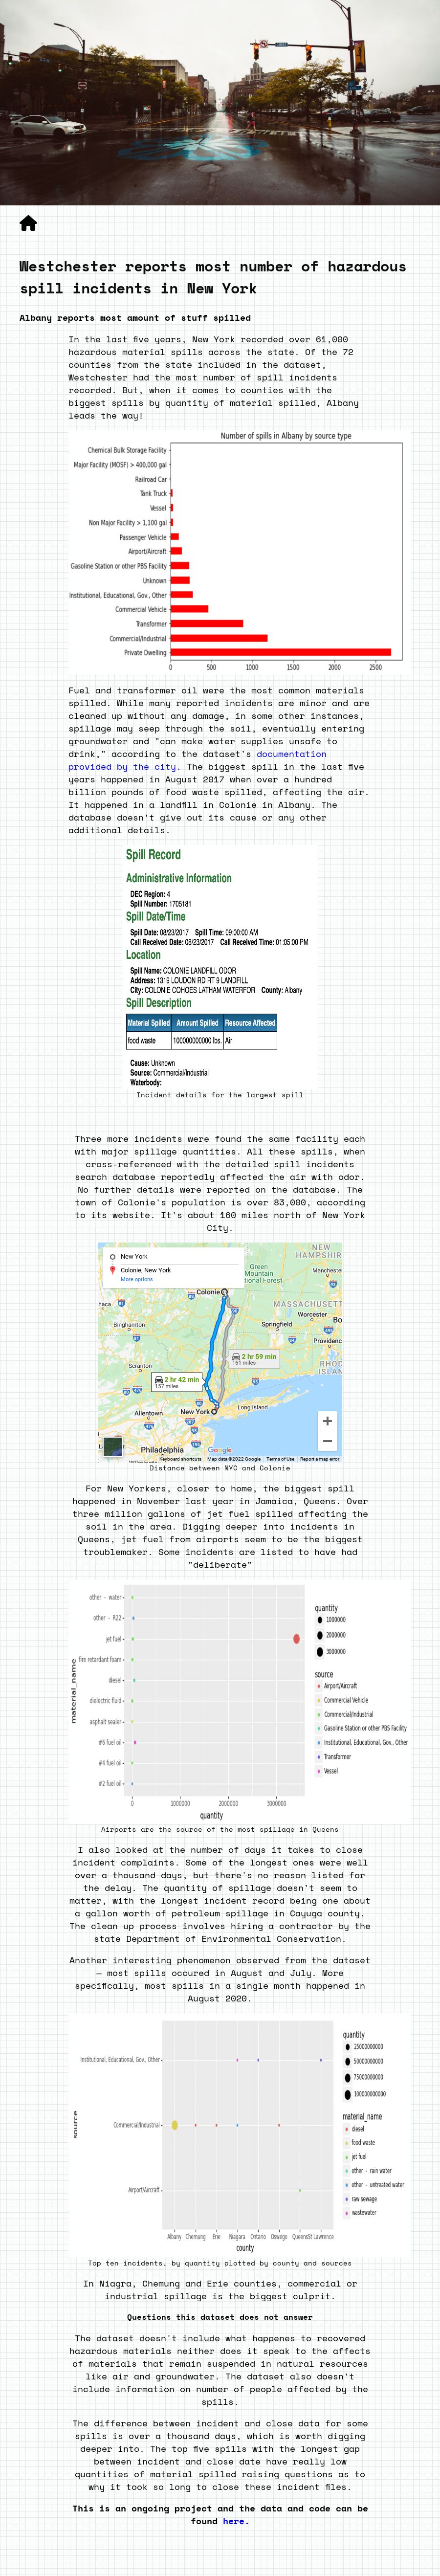 Westchester reports most number of hazardous
spill incidents in New York
Albany reports most amount of stuff spilled
In the last five years, New York recorded over 61,000
hazardous material spills across the state. Of the 72
counties from the state included in the dataset,
Westchester had the most number of spill incidents
recorded. But, when it comes to counties with the
biggest spills by quantity of material spilled, Albany
leads the way!
Number of spills in Albany by source type
Chemical Bulk Storage Facility
Major Facility (MOSF) > 400,000 gal
Railroad Car
Tank Truck
Vessel
Non Major Facility > 1,100 gal
Passenger Vehicle
Airport/Aircraft
Gasoline Station or other PBS Facility
Unknown
Institutional, Educational, Gov., Other
Commercial Vehicle
Transformer
Commercial/Industrial
Private Dwelling
0 500 1000 1500 2000 2500
Fuel and transformer oil were the most common materials
spilled. While many reported incidents are minor and are
cleaned up without any damage, in some other instances,
spillage may seep through the soil, eventually entering
groundwater and "can make water supplies unsafe to
drink," according to the dataset's documentation
provided by the city. The biggest spill in the last five
years happened in August 2017 when over a hundred
billion pounds of food waste spilled, affecting the air.
It happened in a landfill in Colonie in Albany. The
database doesn't give out its cause or any other
additional details.
Spill Record
Administrative Information
DEC Region: 4
Spill Number: 1705181
Spill Date/Time
Spill Date: 08/23/2017 Spill Time: 09:00:00 AM
Call Received Date: 08/23/2017 Call Received Time: 01:05:00 PM
Location
Spill Name: COLONIE LANDFILL ODOR
Address: 1319 LOUDON RD RT 9 LANDFILL
City: COLONIE COHOES LATHAM WATERFOR County: Albany
Spill Description
Material Spilled Amount Spilled Resource Affected
food waste 100000000000 lbs. Air
Cause: Unknown
Source: Commercial/Industrial
Waterbody:
Incident details for the largest spill
Three more incidents were found the same facility each
with major spillage quantities. All these spills, when
cross-referenced with the detailed spill incidents
search database reportedly affected the air with odor.
No further details were reported on the database. The
town of Colonie's population is over 83,000, according
to its website. It's about 160 miles north of New York
City.
New York
Colonie, New York
More options
NEW
HAMPSHIR
Green
Mountain
tional Forest
Mancheste
Colonie
MASSACHUSETT
haca
Binghamton
Springfield
Worcester
Bo
Providenc
RHOD
ISLAN
Scranton
2 hr 59 min
161 miles
2 hr 42 min
157 miles
New York
Long Island
Allentown
Philadelphia
Google
Keyboard shortcuts Map data ©2022 Google Terms of Use Report a map error
Distance between NYC and Colonie
For New Yorkers, closer to home, the biggest spill
happened in November last year in Jamaica, Queens. Over
three million gallons of jet fuel spilled affecting the
soil in the area. Digging deeper into incidents in
Queens, jet fuel from airports seem to be the biggest
troublemaker. Some incidents are listed to have had
"deliberate"
material_name
other - water
other - R22
jet fuel
fire retardant foam
diesel
dielectric fluid
asphalt sealer
#6 fuel oil
#4 fuel oil
#2 fuel oil
0 1000000 2000000 3000000
quantity
quantity
1000000
2000000
3000000
source
Airport/Aircraft
Commercial Vehicle
Commercial/Industrial
Gasoline Station or other PBS Facility
Institutional, Educational, Gov., Other
Transformer
Vessel
Airports are the source of the most spillage in Queens
I also looked at the number of days it takes to close
incident complaints. Some of the longest ones were well
over a thousand days, but there's no reason listed for
the delay. The quantity of spillage doesn't seem to
matter, with the longest incident record being one about
a gallon worth of petroleum spillage in Cayuga county.
The clean up process involves hiring a contractor by the
state Department of Environmental Conservation.
Another interesting phenomenon observed from the dataset
— most spills occured in August and July. More
specifically, most spills in a single month happened in
August 2020.
source
Institutional, Educational, Gov., Other
Commercial/Industrial
Airport/Aircraft
Albany Chemung Erie Niagara Ontario Oswego Queens St Lawrence
county
quantity
25000000000
50000000000
75000000000
100000000000
material_name
diesel
food waste
jet fuel
other - rain water
other - untreated water
raw sewage
wastewater
Top ten incidents, by quantity plotted by county and sources
In Niagra, Chemung and Erie counties, commercial or
industrial spillage is the biggest culprit.
Questions this dataset does not answer
The dataset doesn't include what happenes to recovered
hazardous materials neither does it speak to the affects
of materials that remain suspended in natural resources
like air and groundwater. The dataset also doesn't
include information on number of people affected by the
spills.
The difference between incident and close data for some
spills is over a thousand days, which is worth digging
deeper into. The top five spills with the longest gap
between incident and close date have really low
quantities of material spilled raising questions as to
why it took so long to close these incident files.
This is an ongoing project and the data and code can be
found here.